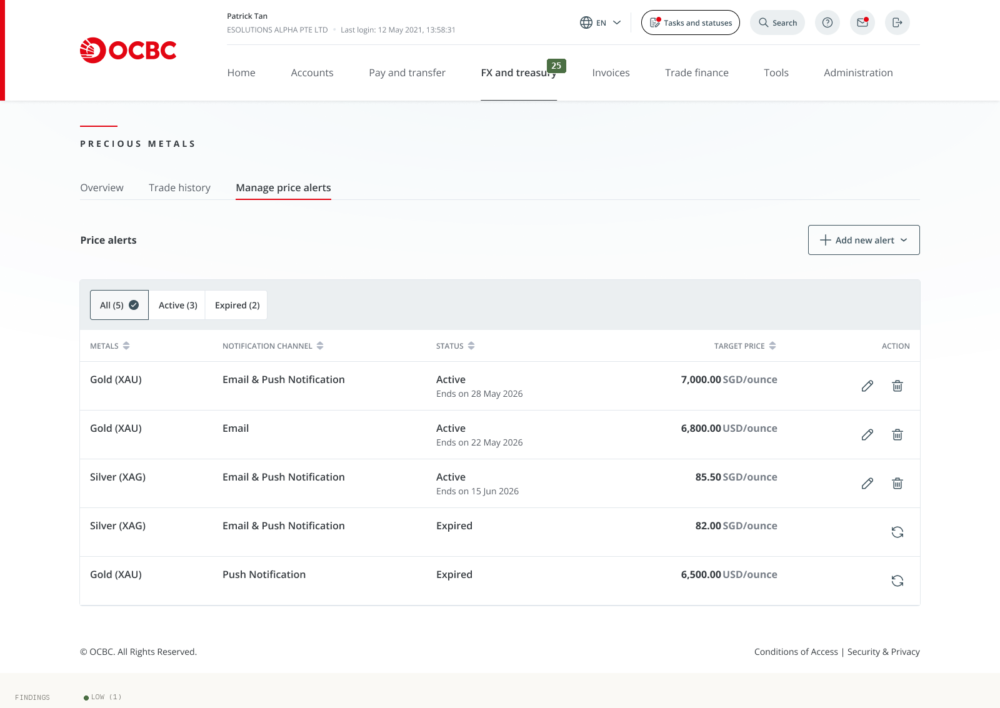 Patrick Tan
ESOLUTIONS ALPHA PTE LTD • Last login: 12 May 2021, 13:58:31
EN
Tasks and statuses
Search
OCBC
Home
Accounts
Pay and transfer
FX and treasury
25
Invoices
Trade finance
Tools
Administration
PRECIOUS METALS
Overview
Trade history
Manage price alerts
Price alerts
Add new alert
All (5)
Active (3)
Expired (2)
METALS
NOTIFICATION CHANNEL
STATUS
TARGET PRICE
ACTION
Gold (XAU)
Email & Push Notification
Active
Ends on 28 May 2026
7,000.00 SGD/ounce
Gold (XAU)
Email
Active
Ends on 22 May 2026
6,800.00 USD/ounce
Silver (XAG)
Email & Push Notification
Active
Ends on 15 Jun 2026
85.50 SGD/ounce
Silver (XAG)
Email & Push Notification
Expired
82.00 SGD/ounce
Gold (XAU)
Push Notification
Expired
6,500.00 USD/ounce
© OCBC. All Rights Reserved.
Conditions of Access | Security & Privacy
FINDINGS
LOW (1)